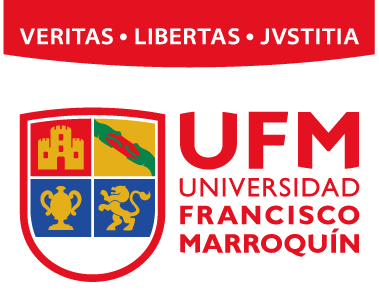 VERITAS • LIBERTAS • JVSTITIA
UFM
UNIVERSIDAD
FRANCISCO
MARROQUÍN